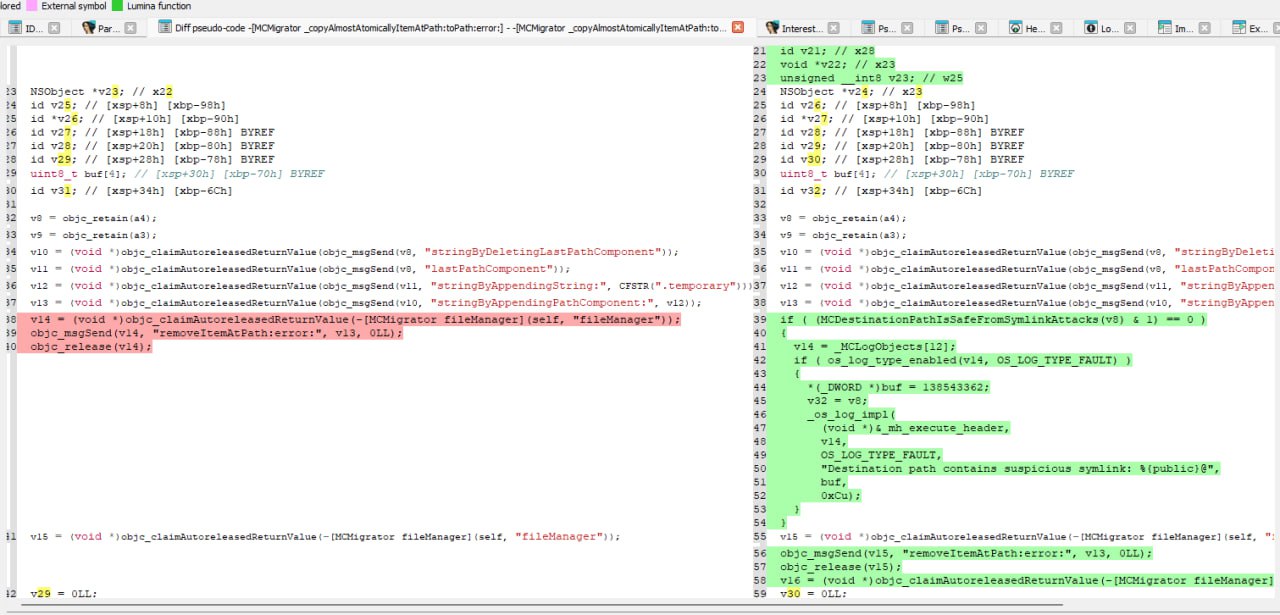 lored External symbol Lumina function
ID... Par... Diff pseudo-code -[MCMigrator _copyAlmostAtomicallyItemAtPath:toPath:error:] - -[MCMigrator _copyAlmostAtomicallyItemAtPath:to... Interest... Ps... Ps... He... Lo... Im... Ex...
23 NSObject *v23; // x22
24 id v25; // [xsp+8h] [xbp-98h]
25 id *v26; // [xsp+10h] [xbp-90h]
26 id v27; // [xsp+18h] [xbp-88h] BYREF
27 id v28; // [xsp+20h] [xbp-80h] BYREF
28 id v29; // [xsp+28h] [xbp-78h] BYREF
29 uint8_t buf[4]; // [xsp+30h] [xbp-70h] BYREF
30 id v31; // [xsp+34h] [xbp-6Ch]
31
32 v8 = objc_retain(a4);
33 v9 = objc_retain(a3);
34 v10 = (void *)objc_claimAutoreleasedReturnValue(objc_msgSend(v8, "stringByDeletingLastPathComponent"));
35 v11 = (void *)objc_claimAutoreleasedReturnValue(objc_msgSend(v8, "lastPathComponent"));
36 v12 = (void *)objc_claimAutoreleasedReturnValue(objc_msgSend(v11, "stringByAppendingString:", CFSTR(".temporary")))
37 v13 = (void *)objc_claimAutoreleasedReturnValue(objc_msgSend(v10, "stringByAppendingPathComponent:", v12));
38 v14 = (void *)objc_claimAutoreleasedReturnValue(-[MCMigrator fileManager](self, "fileManager"));
39 objc_msgSend(v14, "removeItemAtPath:error:", v13, 0LL);
40 objc_release(v14);
41 v15 = (void *)objc_claimAutoreleasedReturnValue(-[MCMigrator fileManager](self, "fileManager"));
42 v29 = 0LL;
21 id v21; // x28
22 void *v22; // x23
23 unsigned __int8 v23; // w25
24 NSObject *v24; // x23
25 id v26; // [xsp+8h] [xbp-98h]
26 id *v27; // [xsp+10h] [xbp-90h]
27 id v28; // [xsp+18h] [xbp-88h] BYREF
28 id v29; // [xsp+20h] [xbp-80h] BYREF
29 id v30; // [xsp+28h] [xbp-78h] BYREF
30 uint8_t buf[4]; // [xsp+30h] [xbp-70h] BYREF
31 id v32; // [xsp+34h] [xbp-6Ch]
32
33 v8 = objc_retain(a4);
34 v9 = objc_retain(a3);
35 v10 = (void *)objc_claimAutoreleasedReturnValue(objc_msgSend(v8, "stringByDeleti
36 v11 = (void *)objc_claimAutoreleasedReturnValue(objc_msgSend(v8, "lastPathCompon
37 v12 = (void *)objc_claimAutoreleasedReturnValue(objc_msgSend(v11, "stringByAppen
38 v13 = (void *)objc_claimAutoreleasedReturnValue(objc_msgSend(v10, "stringByAppen
39 if ( (MCDestinationPathIsSafeFromSymlinkAttacks(v8) & 1) == 0 )
40 {
41 v14 = _MCLogObjects[12];
42 if ( os_log_type_enabled(v14, OS_LOG_TYPE_FAULT) )
43 {
44 *(_DWORD *)buf = 138543362;
45 v32 = v8;
46 _os_log_impl(
47 (void *)&_mh_execute_header,
48 v14,
49 OS_LOG_TYPE_FAULT,
50 "Destination path contains suspicious symlink: %{public}@",
51 buf,
52 0xCu);
53 }
54 }
55 v15 = (void *)objc_claimAutoreleasedReturnValue(-[MCMigrator fileManager](self, "
56 objc_msgSend(v15, "removeItemAtPath:error:", v13, 0LL);
57 objc_release(v15);
58 v16 = (void *)objc_claimAutoreleasedReturnValue(-[MCMigrator fileManager]
59 v30 = 0LL;